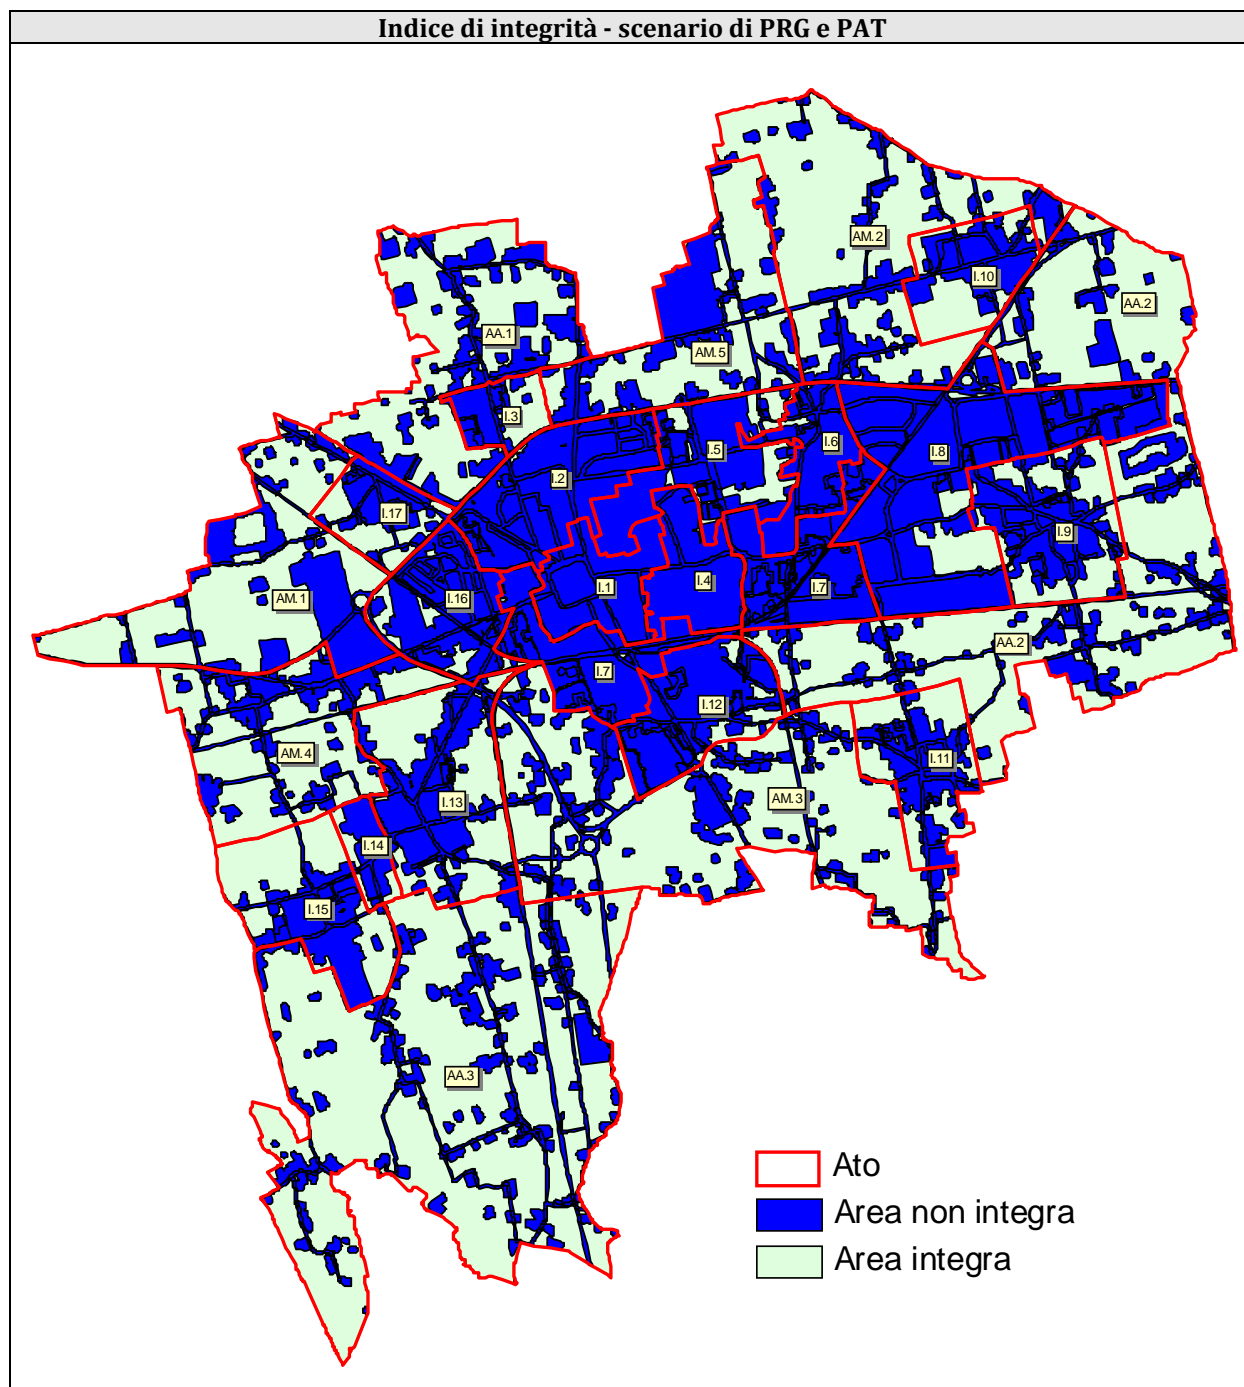 Indice di integrità - scenario di PRG e PAT
AM.2
I.10
AA.2
AA.1
AM.5
I.3
I.5
I.6
I.8
I.2
I.17
I.9
I.1
I.4
I.7
I.16
AM.1
AA.2
I.7
I.12
AM.4
I.11
I.13
AM.3
I.14
I.15
AA.3
Ato
Area non integra
Area integra